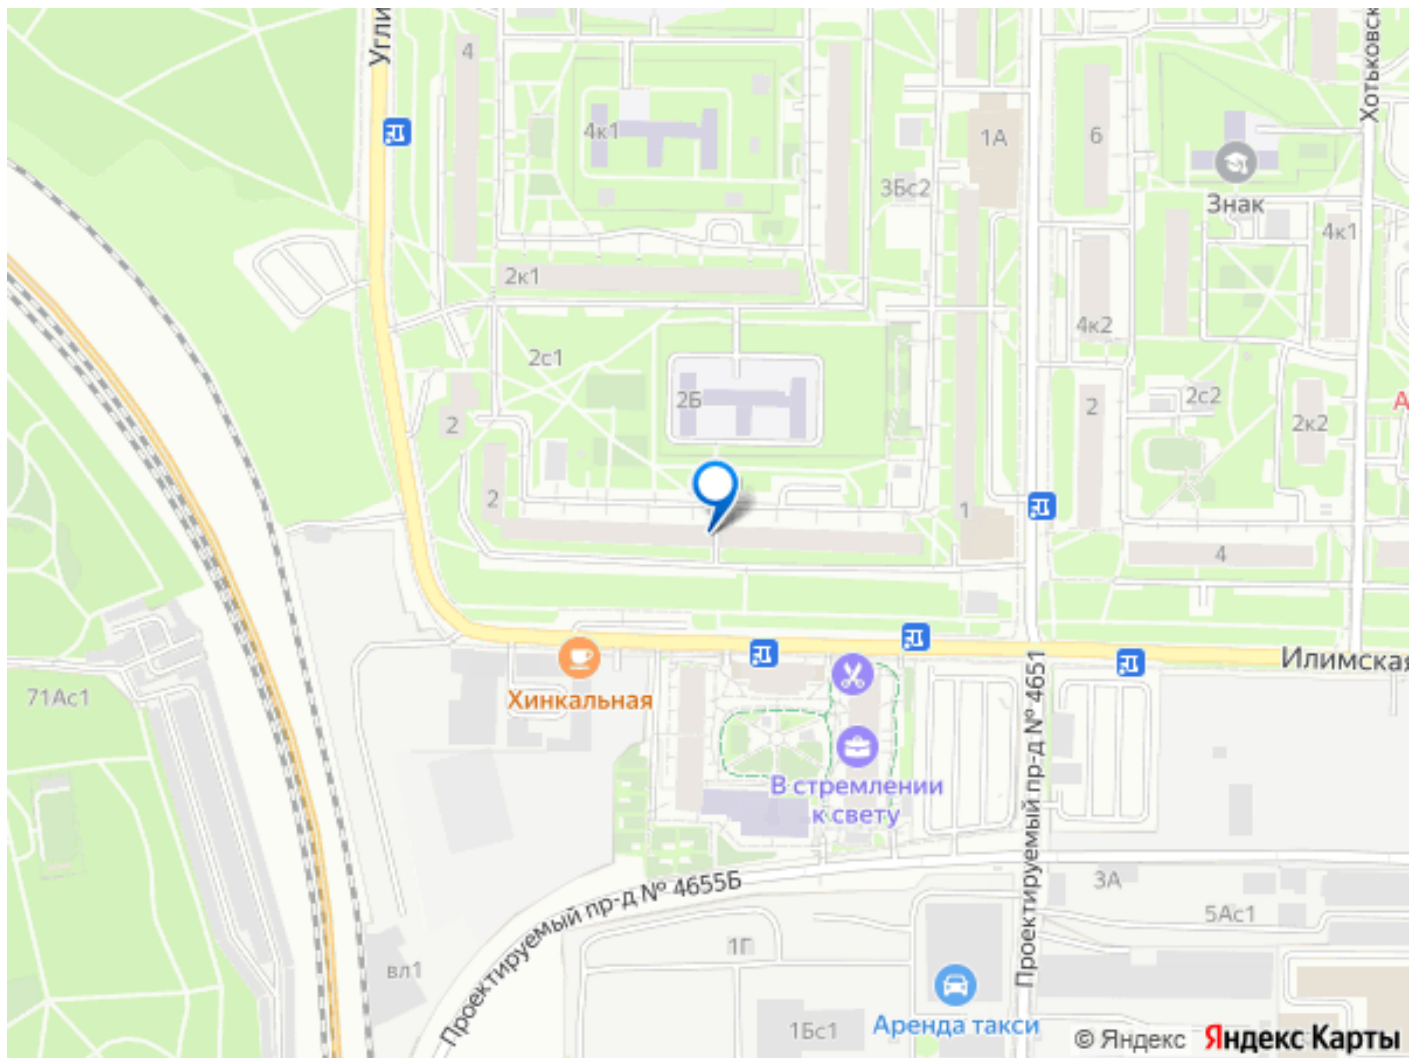 Угли
4
4к1
1А
6
3Бс2
Хотьковск
Знак
4к1
2к1
4к2
2с1
2Б
2
2с2
2
2к2
А
2
1
4
Илимская
Хинкальная
71Ас1
В стремлении
к свету
Проектируемый пр-д № 4651
Проектируемый пр-д № 4655Б
3А
5Ас1
1Г
вл1
1Бс1
Аренда такси
© Яндекс Яндекс Карты